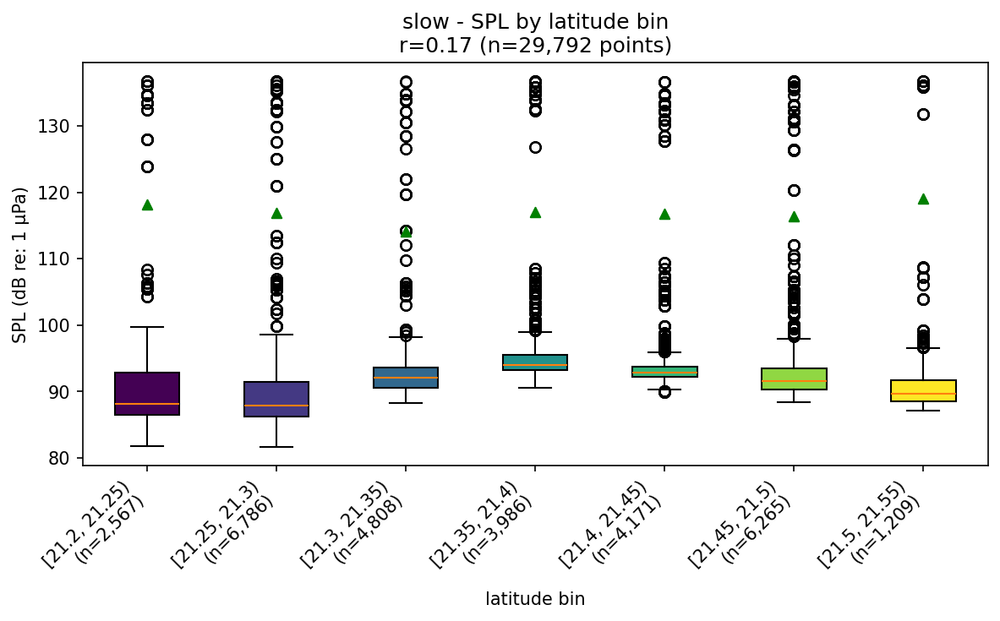 slow - SPL by latitude bin
r=0.17 (n=29,792 points)
SPL (dB re: 1 µPa)
130
120
110
100
90
80
[21.2, 21.25)
(n=2,567)
[21.25, 21.3)
(n=6,786)
[21.3, 21.35)
(n=4,808)
[21.35, 21.4)
(n=3,986)
[21.4, 21.45)
(n=4,171)
[21.45, 21.5)
(n=6,265)
[21.5, 21.55)
(n=1,209)
latitude bin